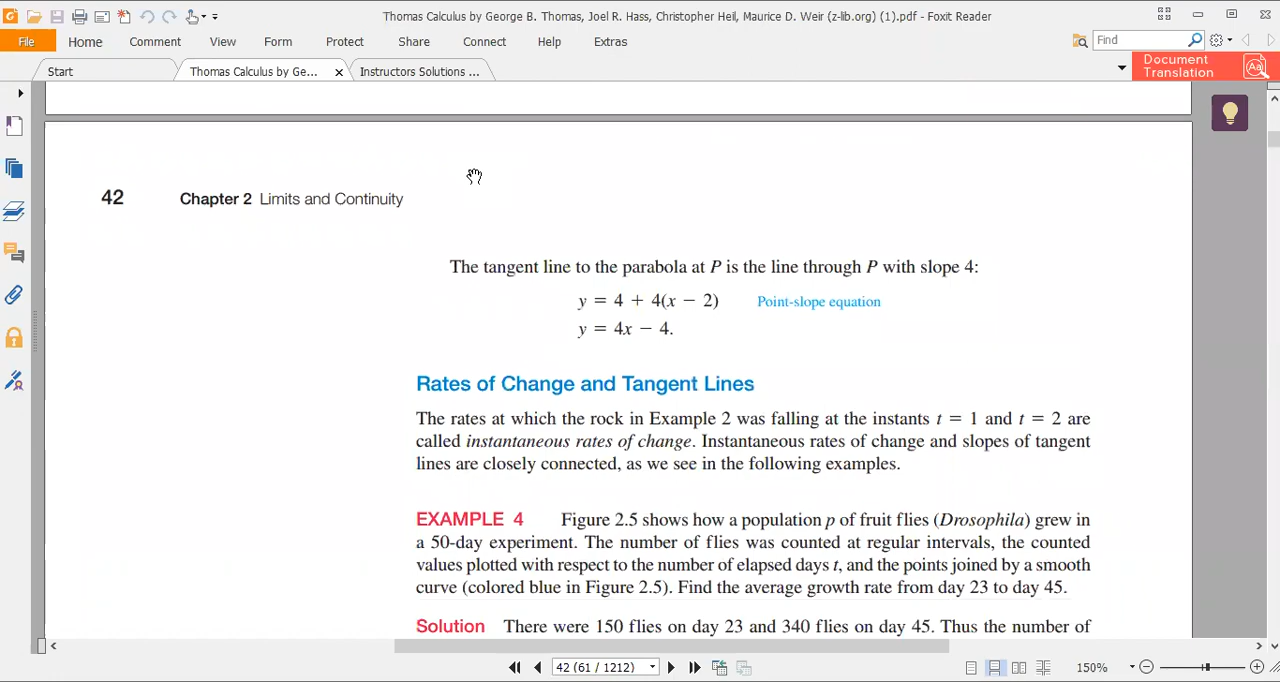 Thomas Calculus by George B. Thomas, Joel R. Hass, Christopher Heil, Maurice D. Weir (z-lib.org) (1).pdf - Foxit Reader
File Home Comment View Form Protect Share Connect Help Extras Find
Start Thomas Calculus by Ge... Instructors Solutions ... Document
Translation
42 Chapter 2 Limits and Continuity
The tangent line to the parabola at P is the line through P with slope 4:
y = 4 + 4(x − 2) Point-slope equation
y = 4x − 4.
Rates of Change and Tangent Lines
The rates at which the rock in Example 2 was falling at the instants t = 1 and t = 2 are
called instantaneous rates of change. Instantaneous rates of change and slopes of tangent
lines are closely connected, as we see in the following examples.
EXAMPLE 4 Figure 2.5 shows how a population p of fruit flies (Drosophila) grew in
a 50-day experiment. The number of flies was counted at regular intervals, the counted
values plotted with respect to the number of elapsed days t, and the points joined by a smooth
curve (colored blue in Figure 2.5). Find the average growth rate from day 23 to day 45.
Solution There were 150 flies on day 23 and 340 flies on day 45. Thus the number of
42 (61 / 1212) 150%